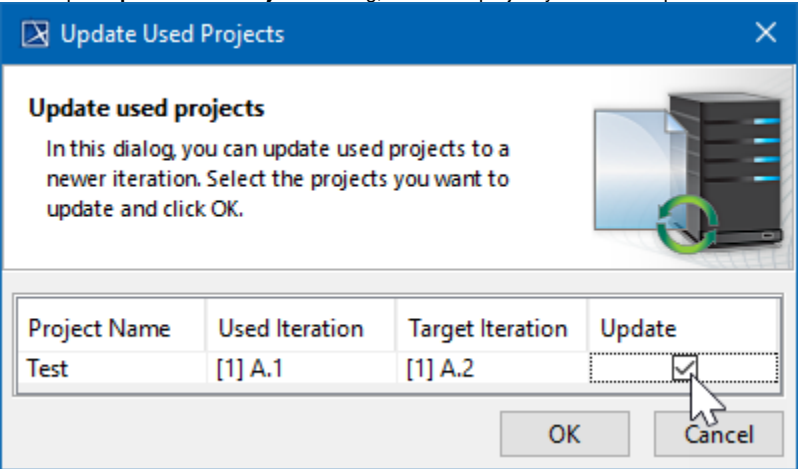 Update Used Projects
Update used projects
In this dialog, you can update used projects to a
newer iteration. Select the projects you want to
update and click OK.
Project Name Used Iteration Target Iteration Update
Test [1] A.1 [1] A.2
OK Cancel